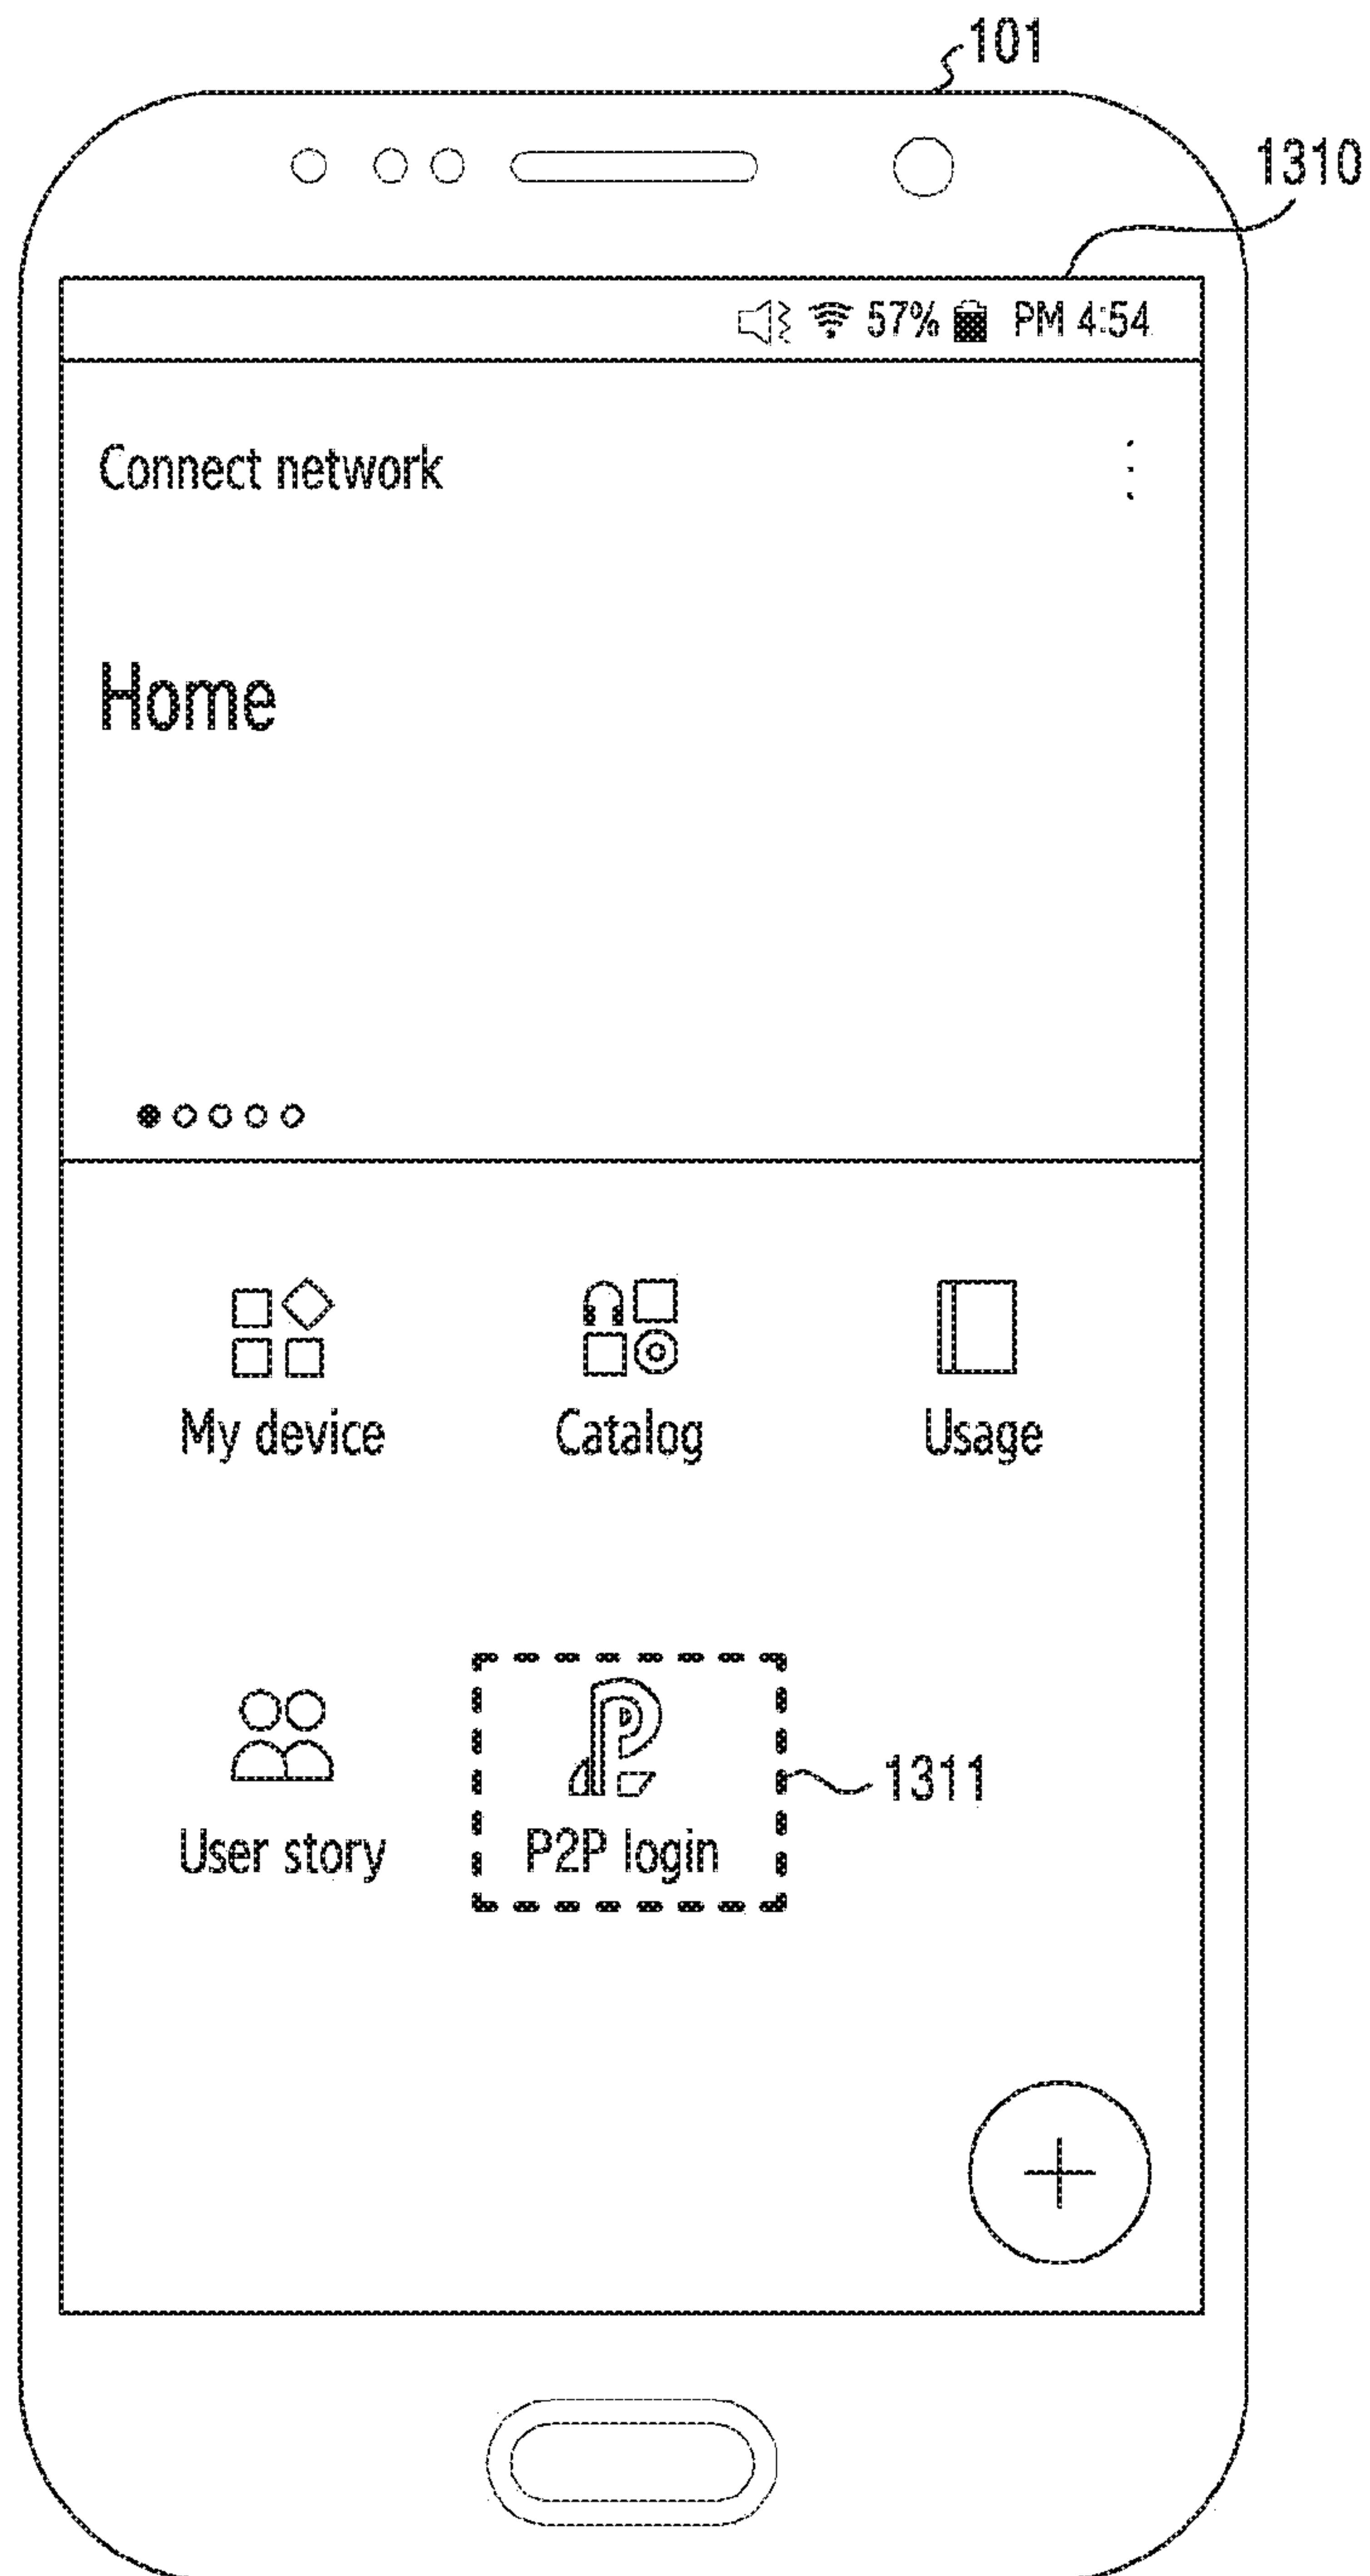 101
1310
57% PM 4:54
Connect network
Home
My device Catalog Usage
1311
User story P2P login